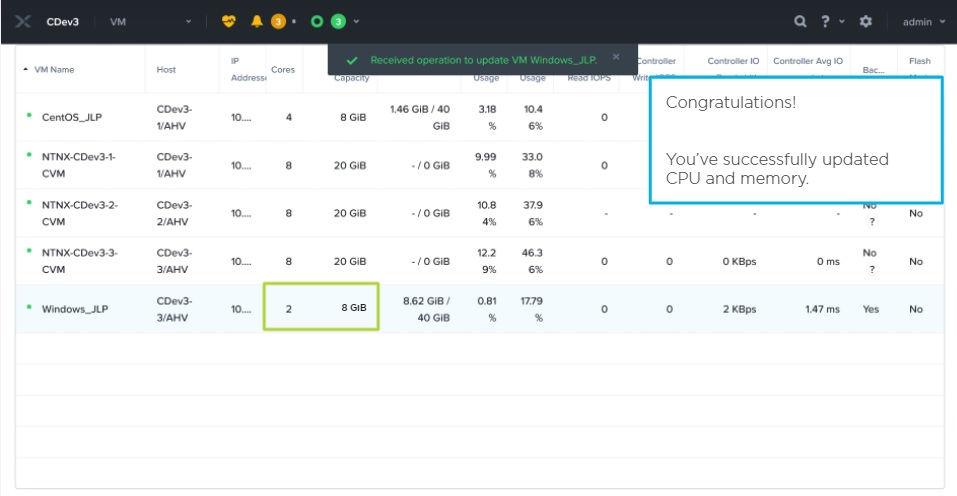 CDev3 VM 3 3 ? admin
Received operation to update VM Windows_JLP. ×
VM Name Host IP Cores Controller Controller IO Controller Avg IO Bac... Flash
Address Capacity Usage Usage Read IOPS
Congratulations!
You've successfully updated
CPU and memory.
CentOS_JLP CDev3- 10.... 4 8 GiB 1.46 GiB / 40 3.18 10.4 0
1/AHV GiB % 6%
NTNX-CDev3-1- CDev3- 10.... 8 20 GiB - / 0 GiB 9.99 33.0 0
CVM 1/AHV % 8%
NTNX-CDev3-2- CDev3- 10.... 8 20 GiB - / 0 GiB 10.8 37.9 - - - - No No
CVM 2/AHV 4% 6% ?
NTNX-CDev3-3- CDev3- 10.... 8 20 GiB - / 0 GiB 12.2 46.3 0 0 0 KBps 0 ms No No
CVM 3/AHV 9% 6% ?
Windows_JLP CDev3- 10.... 2 8 GiB 8.62 GiB / 0.81 17.79 0 0 2 KBps 1.47 ms Yes No
3/AHV 40 GiB % %